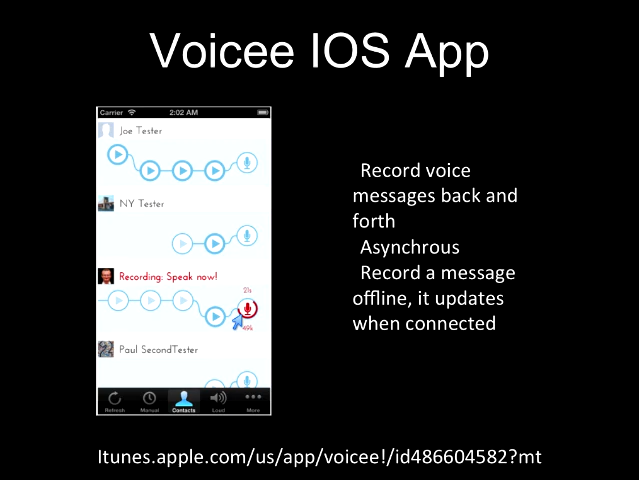 Voicee IOS App
Carrier 2:02 AM
Joe Tester
NY Tester
Recording: Speak now!
21s
49%
Paul SecondTester
Refresh Manual Contacts Loud More
Record voice
messages back and
forth
Asynchrous
Record a message
offline, it updates
when connected
Itunes.apple.com/us/app/voicee!/id486604582?mt